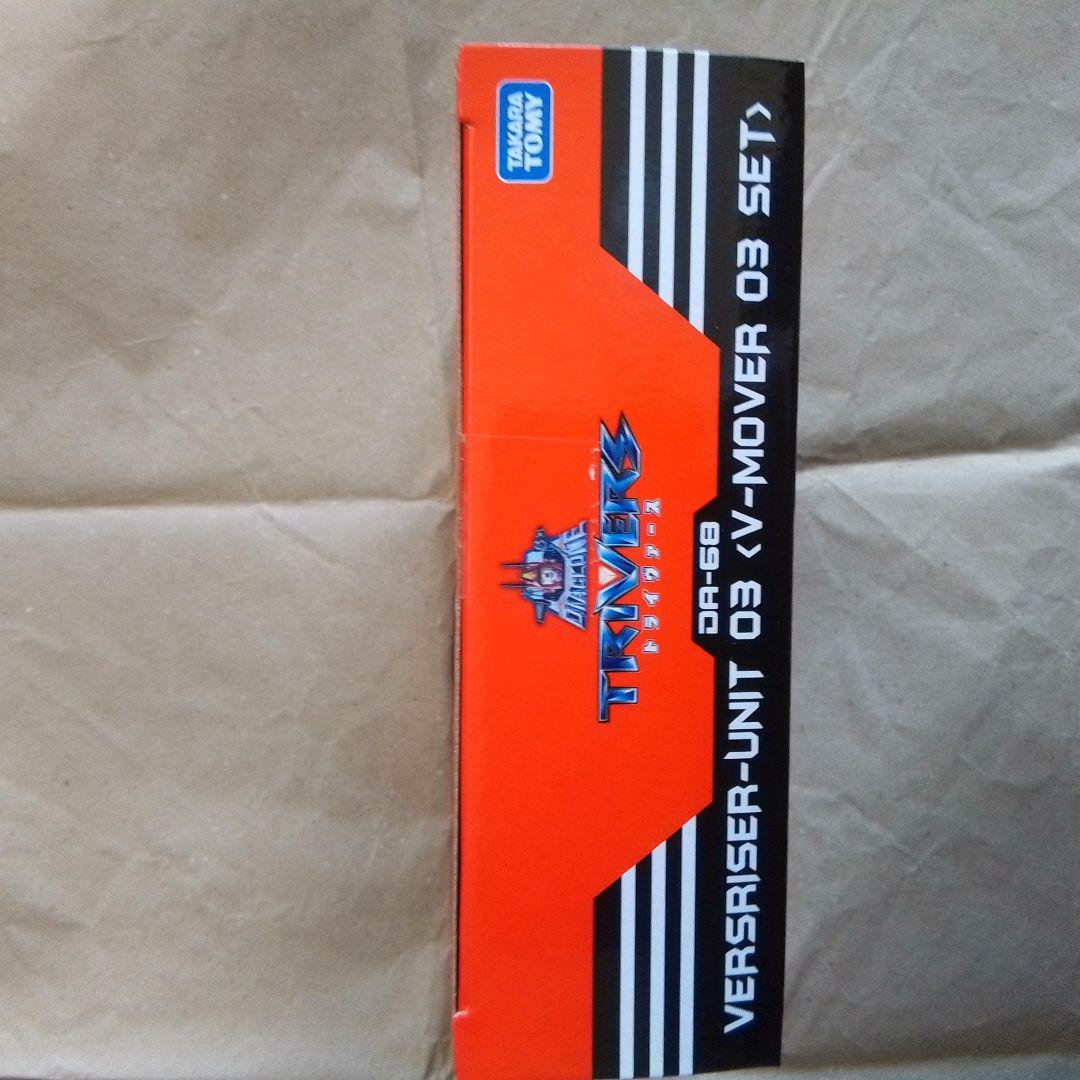 TAKARA
TOMY
DIACLONE
TRIVERS
トライヴァース
DA-68
VERSRISER-UNIT 03 <V-MOVER 03 SET>